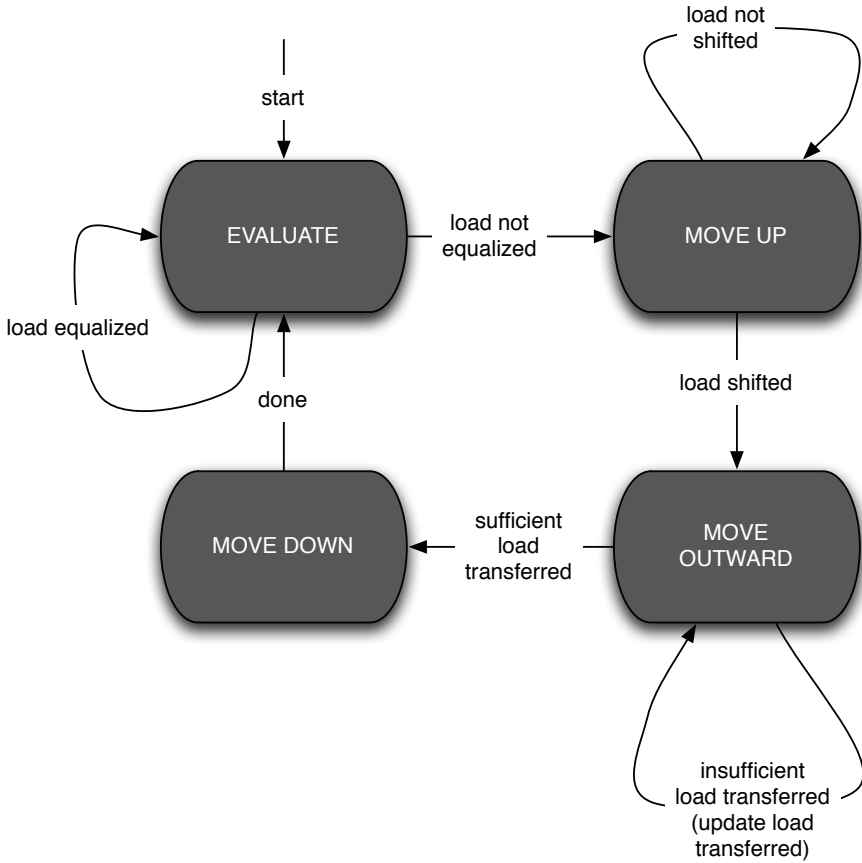 load not
shifted
start
EVALUATE
load not
equalized
MOVE UP
load equalized
load shifted
done
MOVE DOWN
sufficient
load
transferred
MOVE
OUTWARD
insufficient
load transferred
(update load
transferred)